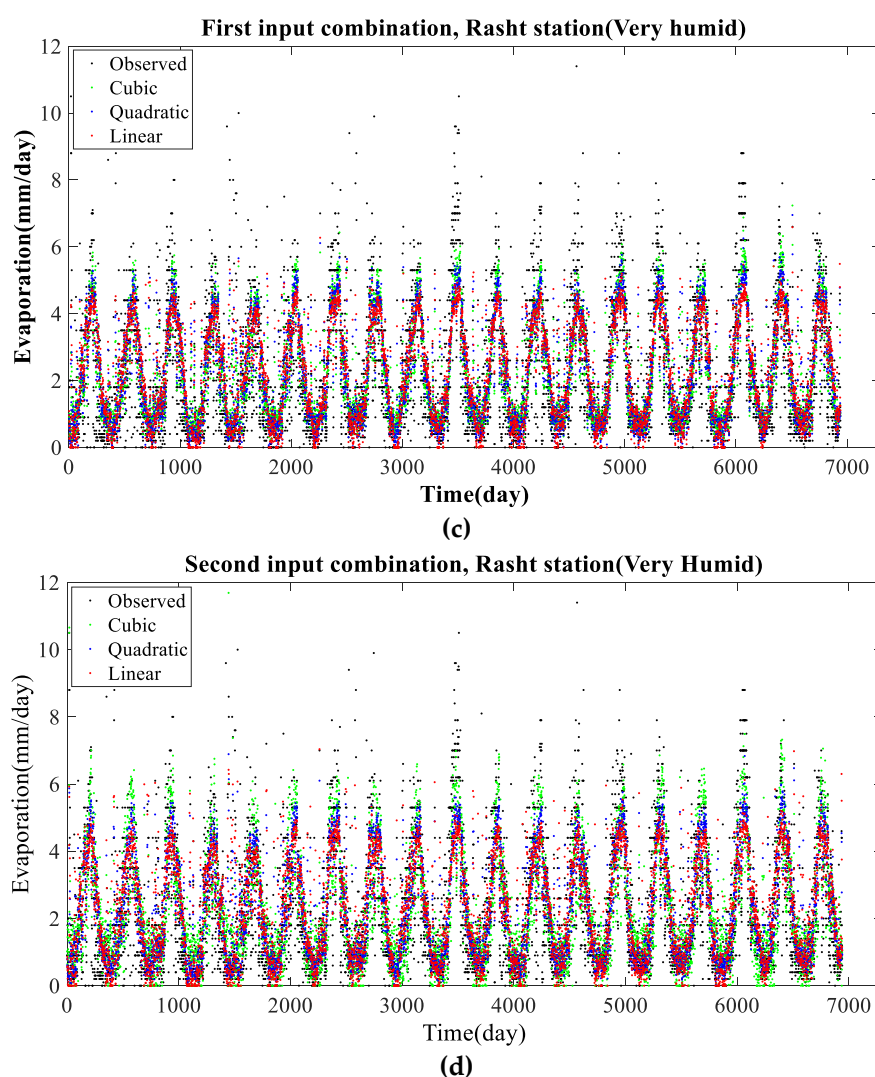 First input combination, Rasht station(Very humid)
12
10
8
6
4
2
0
Evaporation(mm/day)
Observed
Cubic
Quadratic
Linear
0 1000 2000 3000 4000 5000 6000 7000
Time(day)
(c)
Second input combination, Rasht station(Very Humid)
12
10
8
6
4
2
0
Evaporation(mm/day)
Observed
Cubic
Quadratic
Linear
0 1000 2000 3000 4000 5000 6000 7000
Time(day)
(d)